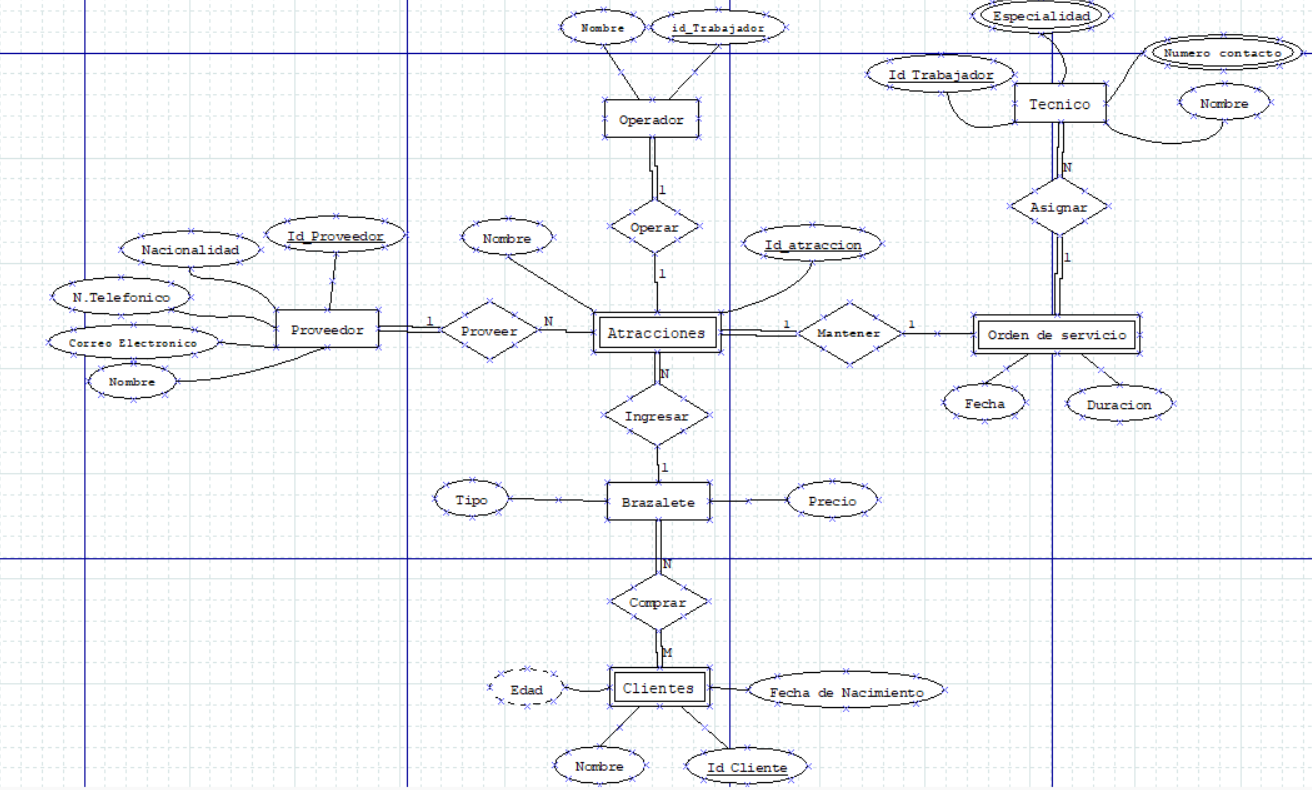 Especialidad
Nombre
id_Trabajador
Numero contacto
Id Trabajador
Tecnico
Nombre
Operador
N
1
Asignar
Operar
Nombre
Id_Proveedor
Id_atraccion
Nacionalidad
1
1
N.Telefonico
Proveedor
1
Proveer
N
Atracciones
1
Mantener
1
Orden de servicio
Correo Electronico
Nombre
N
Fecha
Duracion
Ingresar
1
Tipo
Brazalete
Precio
N
Comprar
M
Edad
Clientes
Fecha de Nacimiento
Nombre
Id Cliente